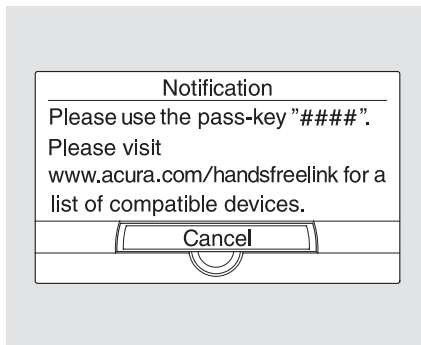 Notification
Please use the pass-key "####".
Please visit
www.acura.com/handsfreelink for a
list of compatible devices.
Cancel